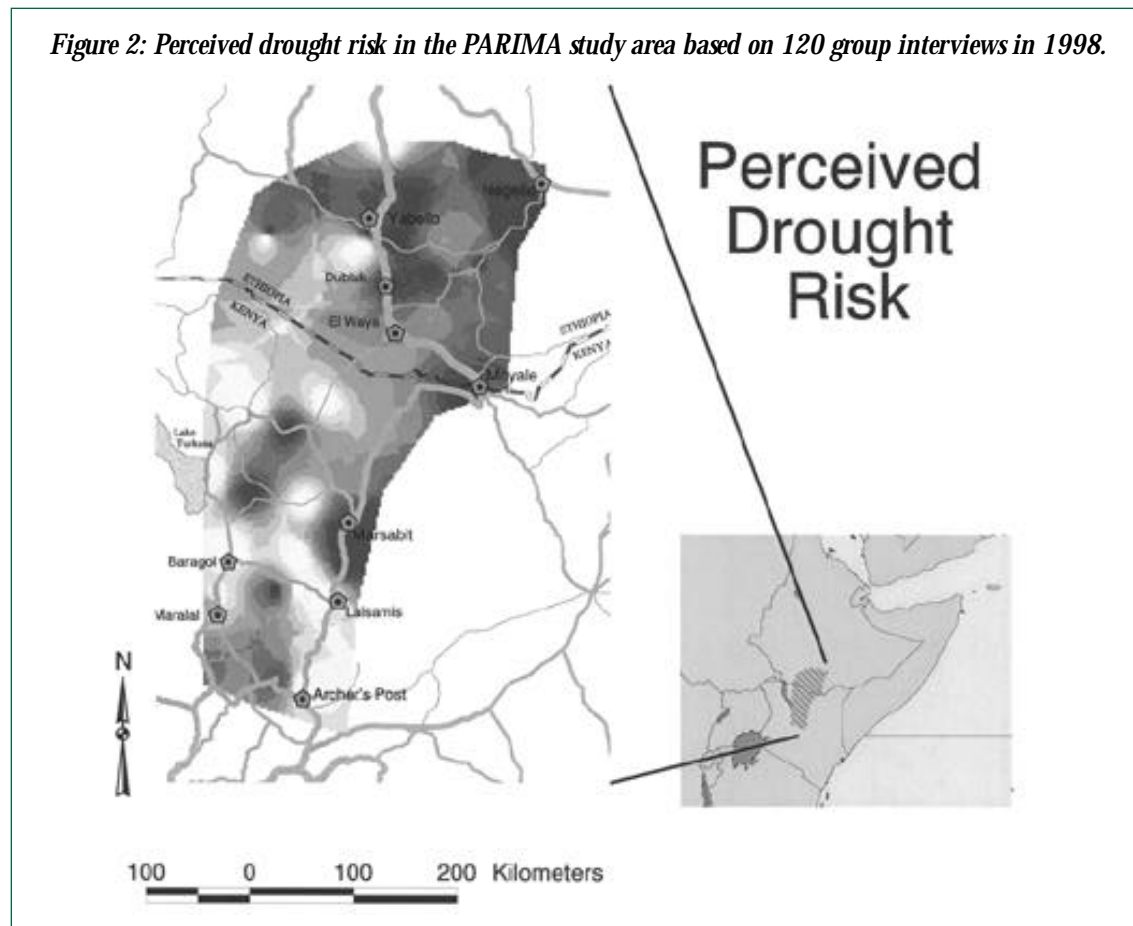 Figure 2: Perceived drought risk in the PARIMA study area based on 120 group interviews in 1998.
Perceived
Drought
Risk
Negello
Yabello
Dubluk
ETHIOPIA
KENYA
El Waya
ETHIOPIA
KENYA
Moyale
Lake
Turkana
Marsabit
Baragoi
Maralal
Laisamis
N
Archer's Post
100 0 100 200 Kilometers